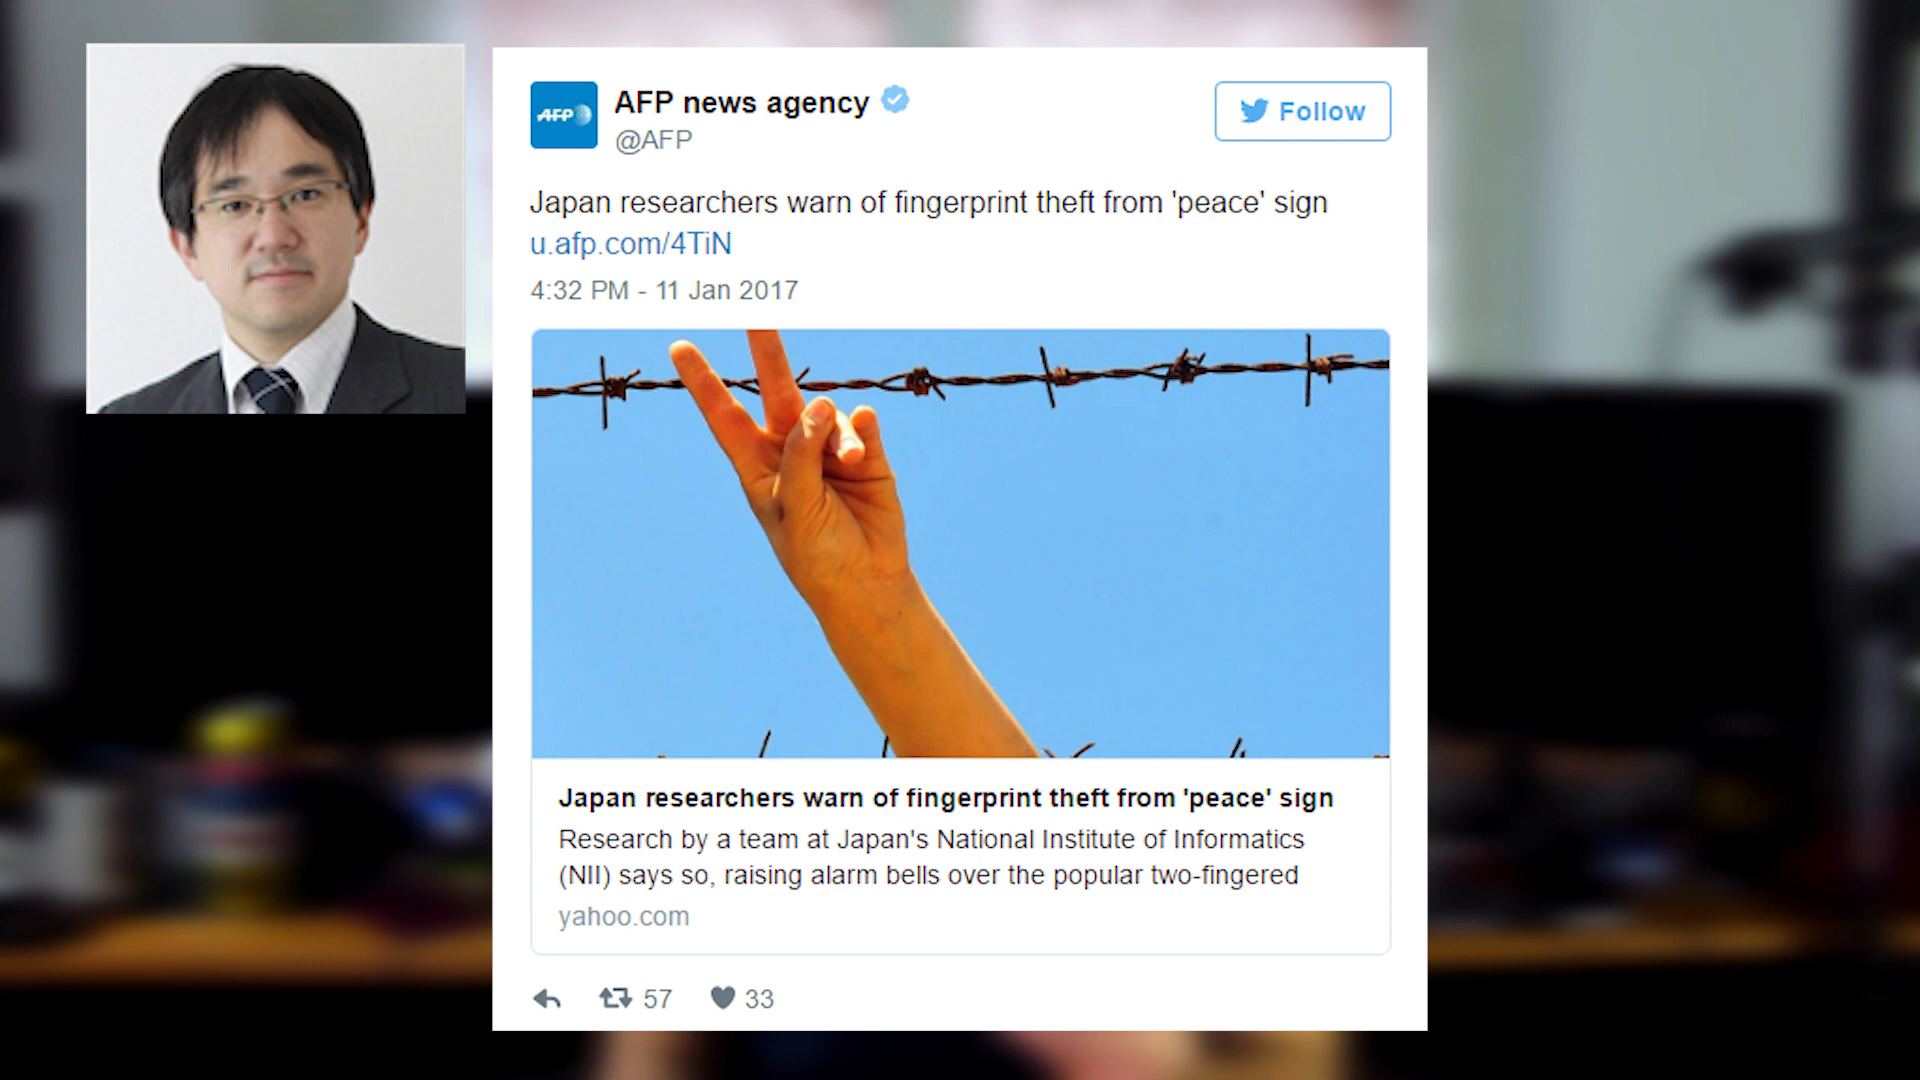 AFP
AFP news agency
@AFP
Follow
Japan researchers warn of fingerprint theft from 'peace' sign
u.afp.com/4TiN
4:32 PM - 11 Jan 2017
Japan researchers warn of fingerprint theft from 'peace' sign
Research by a team at Japan's National Institute of Informatics
(NII) says so, raising alarm bells over the popular two-fingered
yahoo.com
57
33